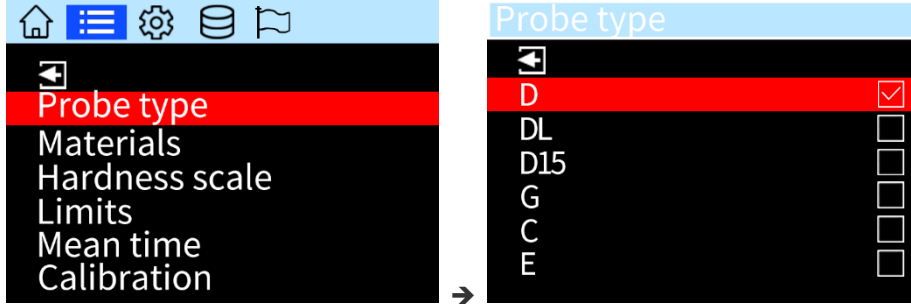 Probe type
Materials
Hardness scale
Limits
Mean time
Calibration
➔
Probe type
D
DL
D15
G
C
E